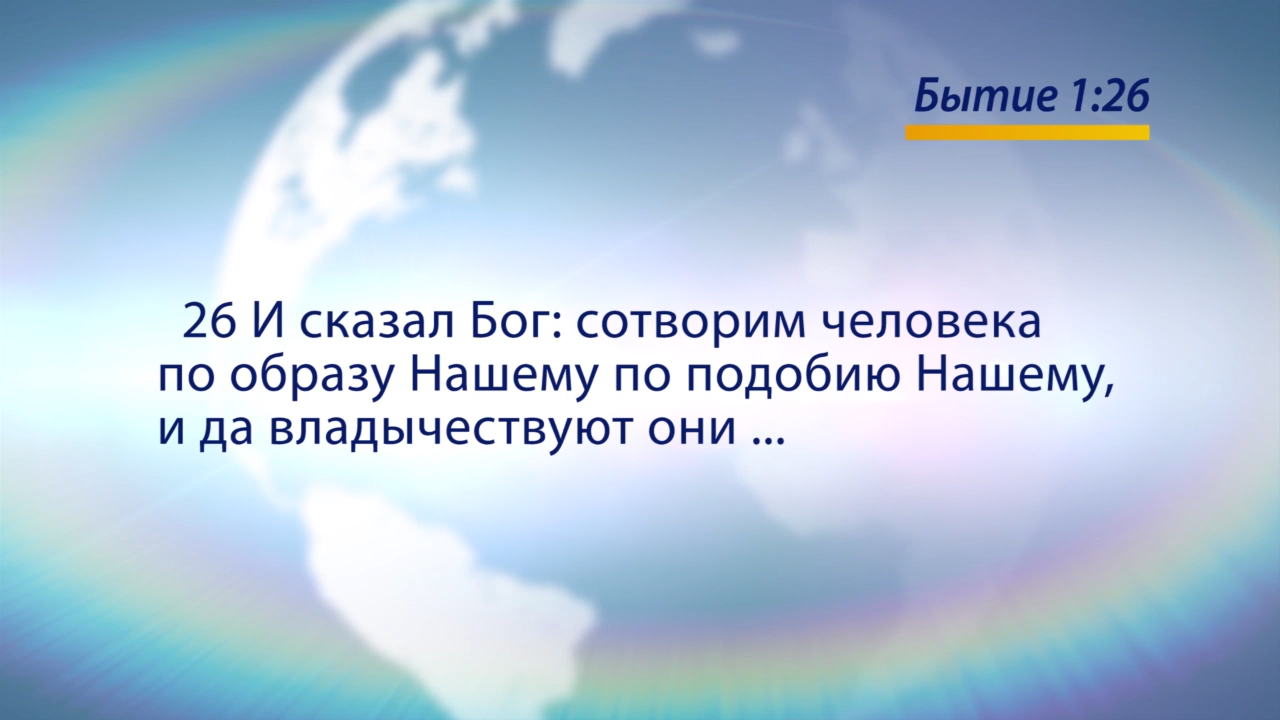 Бытие 1:26
26 И сказал Бог: сотворим человека
по образу Нашему по подобию Нашему,
и да владычествуют они ...